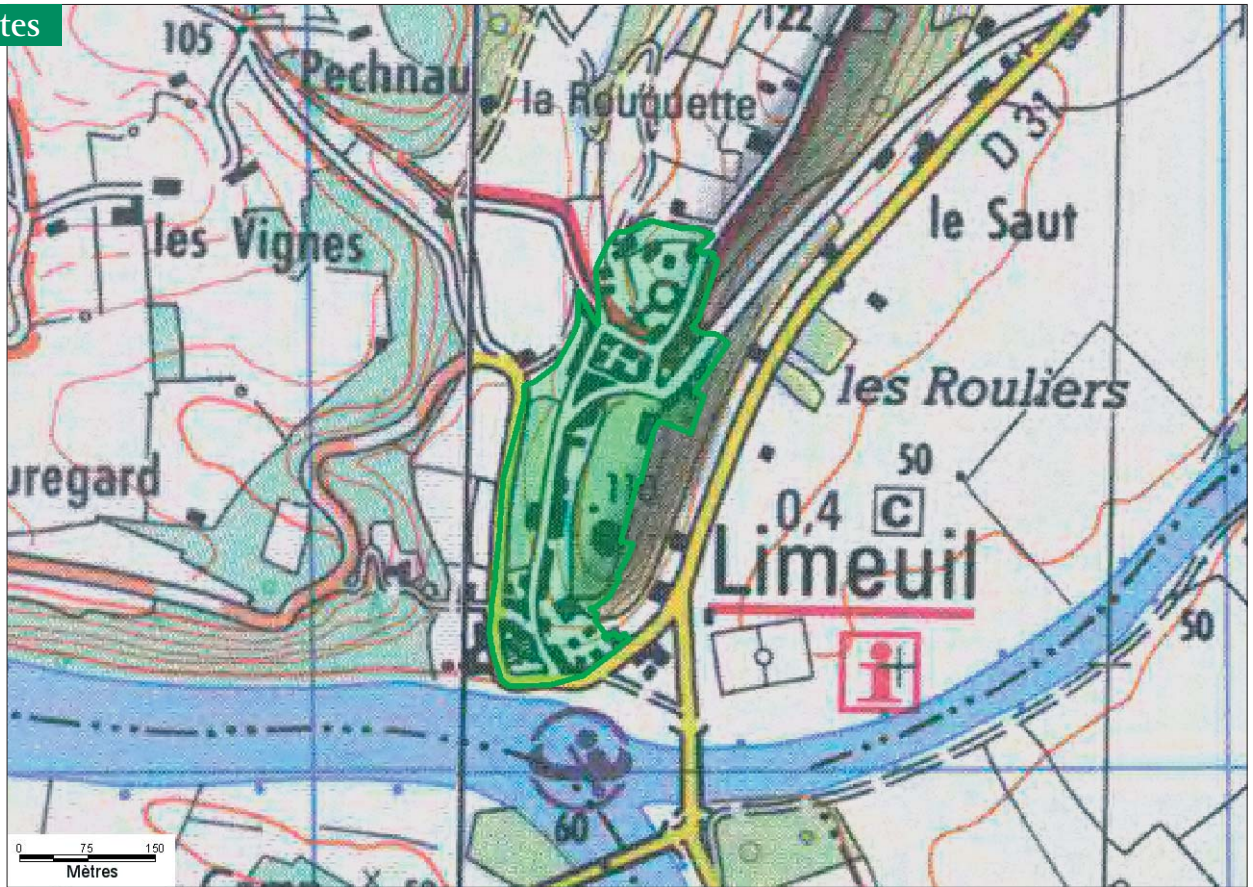 tes
105
122
Pechnau
la Rouquette
D 31
les Vignes
le Saut
les Rouliers
uregard
50
0,4 C
Limeuil
50
i
60
0 75 150
Mètres